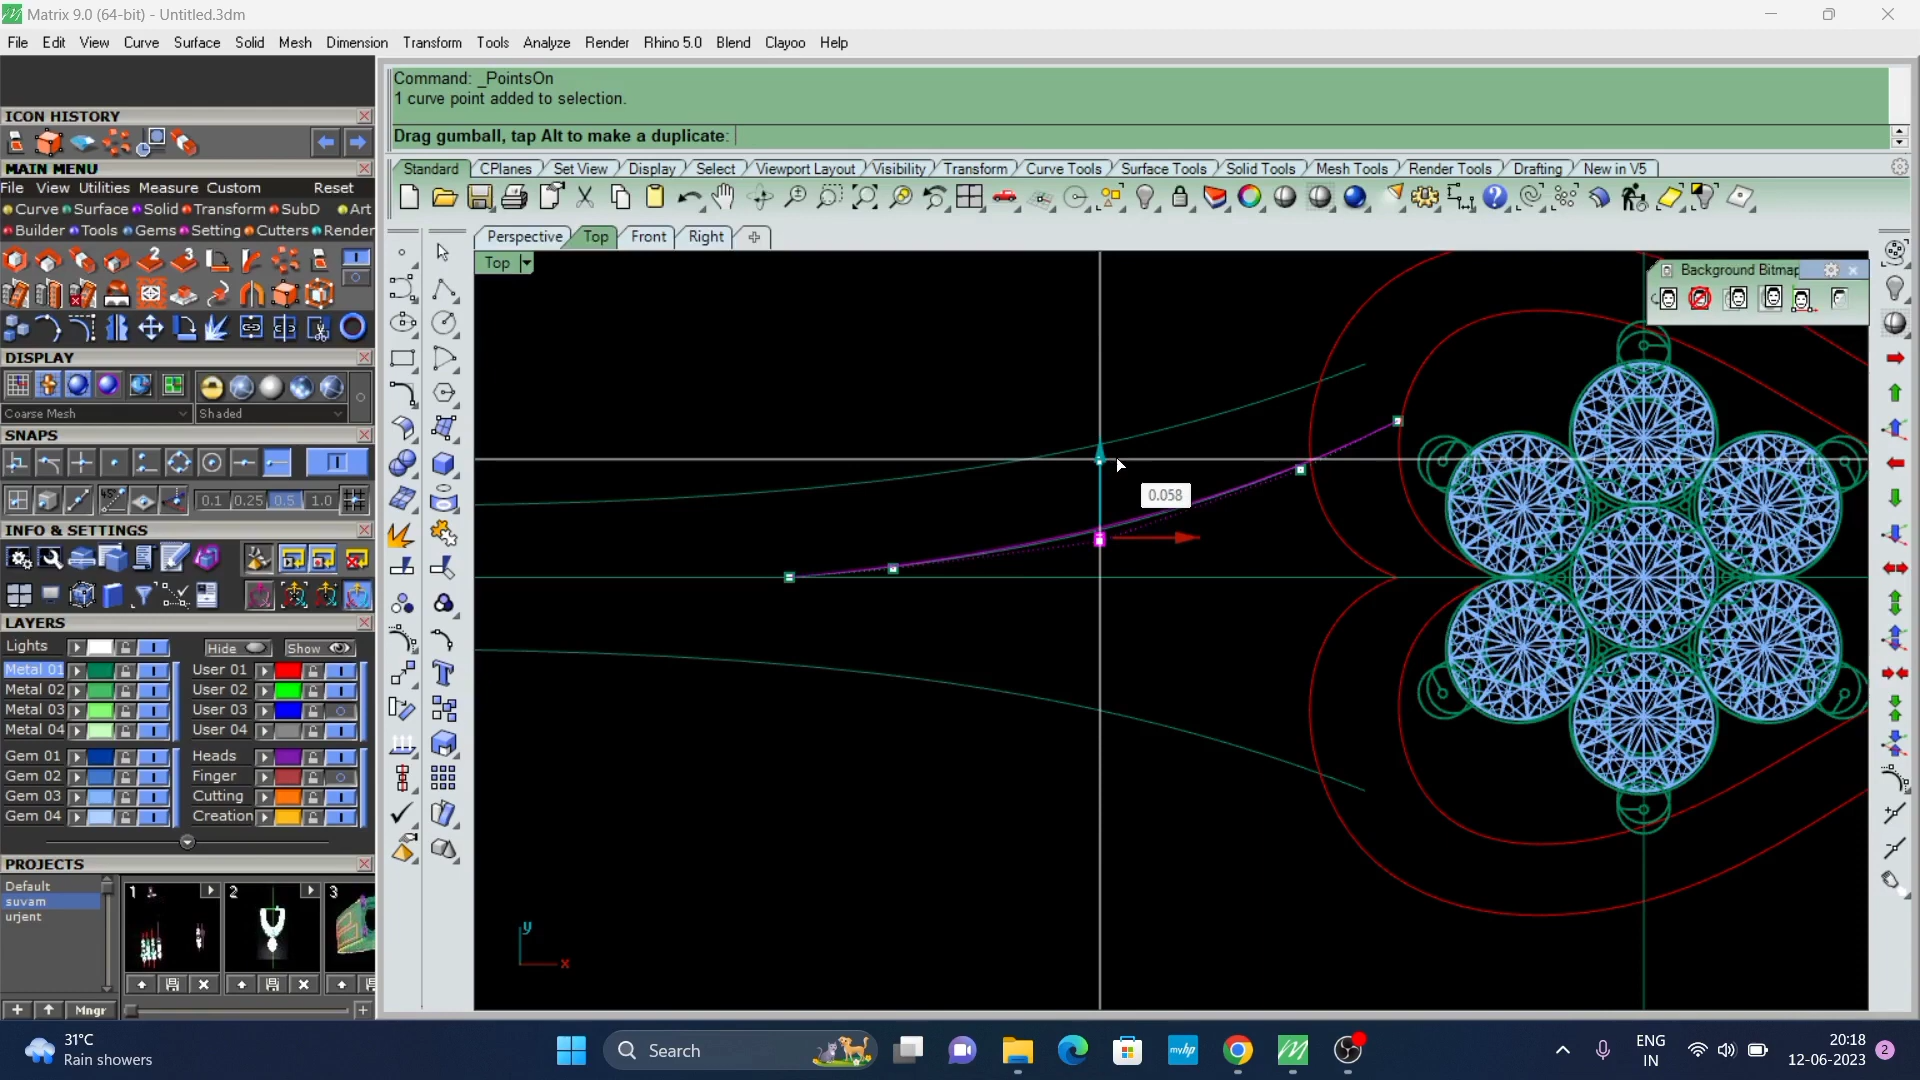 Matrix 9.0 (64-bit) - Untitled.3dm
File Edit View Curve Surface Solid Mesh Dimension Transform Tools Analyze Render Rhino 5.0 Blend Clayoo Help
Command: _PointsOn
1 curve point added to selection.
Drag gumball, tap Alt to make a duplicate:
ICON HISTORY
MAIN MENU
File View Utilities Measure Custom Reset
Curve Surface Solid Transform SubD Art
Builder Tools Gems Setting Cutters Render
Standard CPlanes Set View Display Select Viewport Layout Visibility Transform Curve Tools Surface Tools Solid Tools Mesh Tools Render Tools Drafting New in V5
Perspective Top Front Right
Top
Background Bitmap
0.058
y
x
DISPLAY
Coarse Mesh Shaded
SNAPS
0.1 0.25 0.5 1.0
INFO & SETTINGS
LAYERS
Lights Hide Show
Metal 01 User 01
Metal 02 User 02
Metal 03 User 03
Metal 04 User 04
Gem 01 Heads
Gem 02 Finger
Gem 03 Cutting
Gem 04 Creation
PROJECTS
Default
suvam
urjent
1 2 3
Mngr
31°C
Rain showers
Search
myhp
ENG
IN
20:18
12-06-2023
2